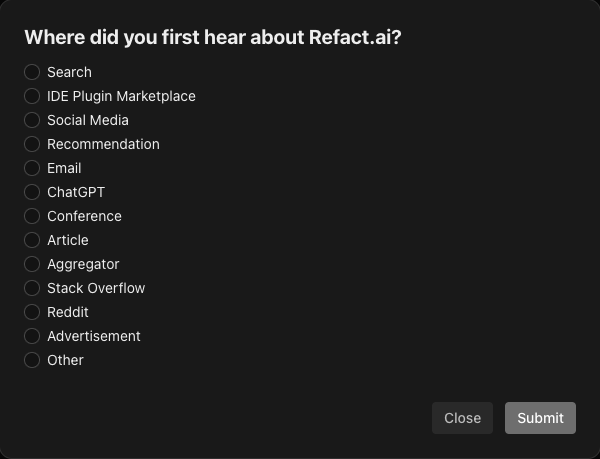 Where did you first hear about Refact.ai?
Search
IDE Plugin Marketplace
Social Media
Recommendation
Email
ChatGPT
Conference
Article
Aggregator
Stack Overflow
Reddit
Advertisement
Other
Close
Submit